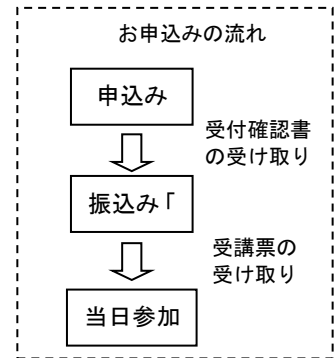 お申込みの流れ
申込み
受付確認書
の受け取り
振込み「
受講票の
受け取り
当日参加